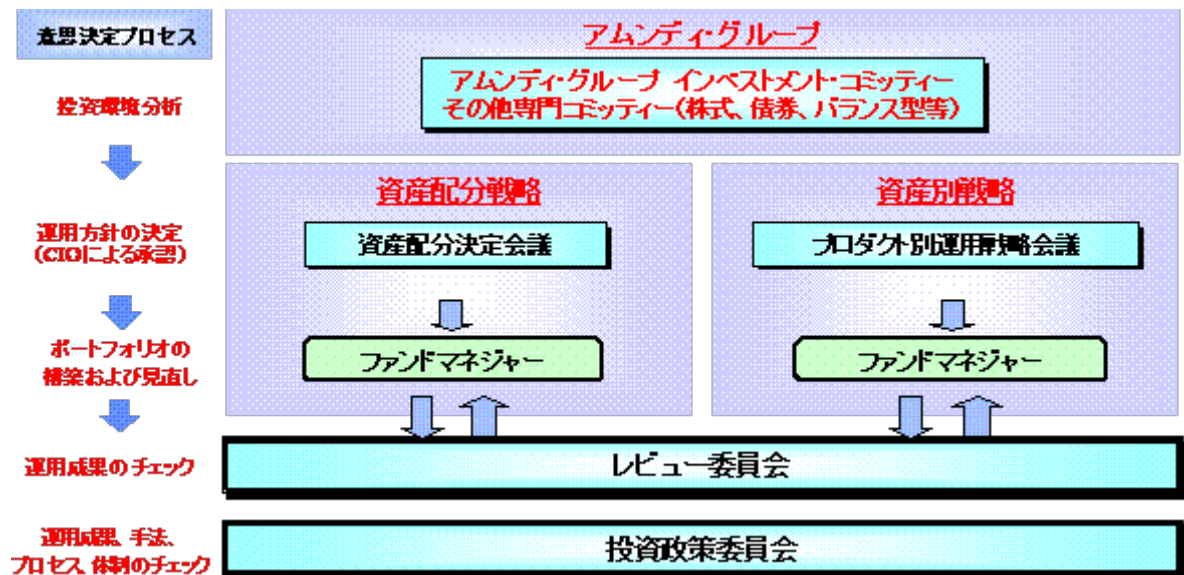 意思決定プロセス
アムンディ・グループ
アムンディ・グループ インベストメント・コミッティー
その他専門コミッティー(株式、債券、バランス型等)
投資環境分析
資産配分戦略
資産別戦略
運用方針の決定
(CIOによる承認)
資産配分決定会議
プロダクト別運用戦略会議
ポートフォリオの
構築および見直し
ファンドマネジャー
ファンドマネジャー
運用成果のチェック
レビュー委員会
運用成果、手法、
プロセス、体制のチェック
投資政策委員会